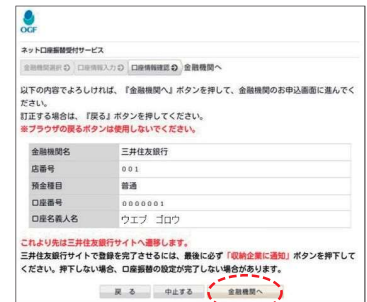 OGF
ネット口座振替受付サービス
金融機関選択 口座情報入力 口座情報確認 金融機関へ
以下の内容でよろしければ、『金融機関へ』ボタンを押して、金融機関のお申込画面に進んでく
ださい。
訂正する場合は、『戻る』ボタンを押してください。
※ブラウザの戻るボタンは使用しないでください。
金融機関名 三井住友銀行
店番号 001
預金種目 普通
口座番号 0000001
口座名義人名 ウエブ ゴロウ
これより先は三井住友銀行サイトへ遷移します。
三井住友銀行サイトで登録を完了させるには、最後に必ず「収納企業に通知」ボタンを押下して
ください。押下しない場合、口座振替の設定が完了しない場合があります。
戻る 中止する 金融機関へ